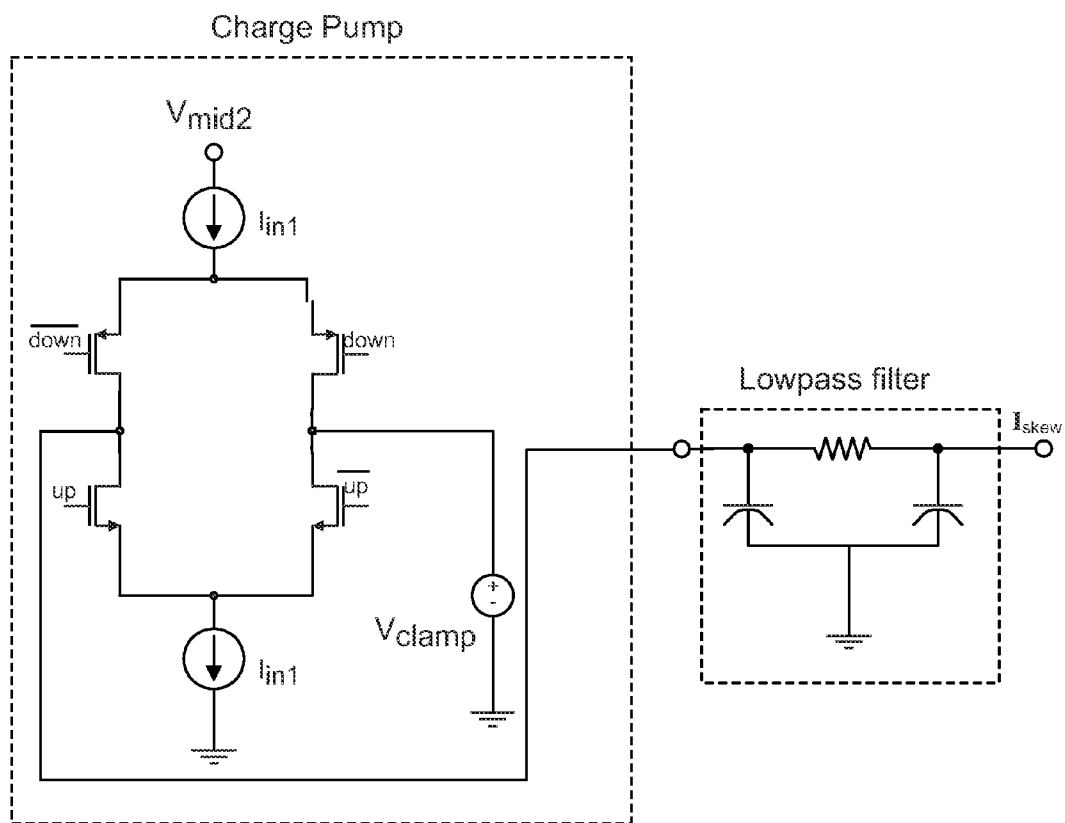 Charge Pump
Vmid2
Iin1
down
down
Lowpass filter
Iskew
up
up
+
-
Vclamp
Iin1